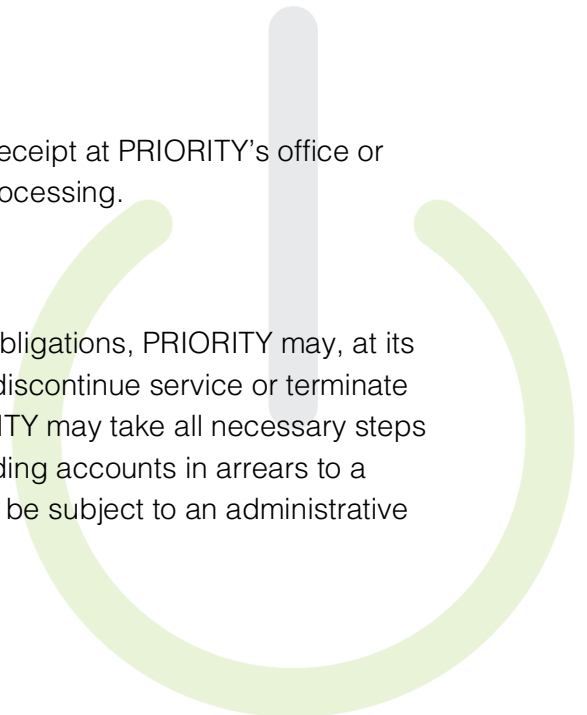 eceipt at PRIORITY’s office or
ocessing.
bligations, PRIORITY may, at its
discontinue service or terminate
ITY may take all necessary steps
ding accounts in arrears to a
be subject to an administrative